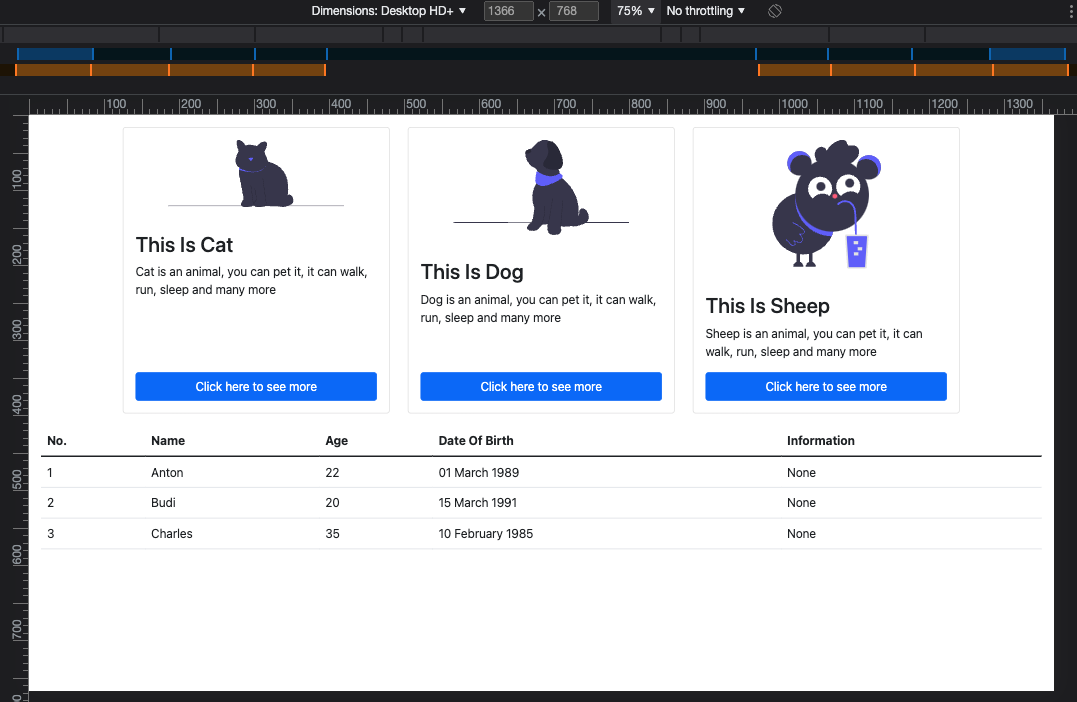 Dimensions: Desktop HD+ ▼ 1366 × 768 75% ▼ No throttling ▼
100 200 300 400 500 600 700 800 900 1000 1100 1200 1300
100
200
300
400
500
600
700
This Is Cat
Cat is an animal, you can pet it, it can walk,
run, sleep and many more
Click here to see more
This Is Dog
Dog is an animal, you can pet it, it can walk,
run, sleep and many more
Click here to see more
This Is Sheep
Sheep is an animal, you can pet it, it can
walk, run, sleep and many more
Click here to see more
No. Name Age Date Of Birth Information
1 Anton 22 01 March 1989 None
2 Budi 20 15 March 1991 None
3 Charles 35 10 February 1985 None